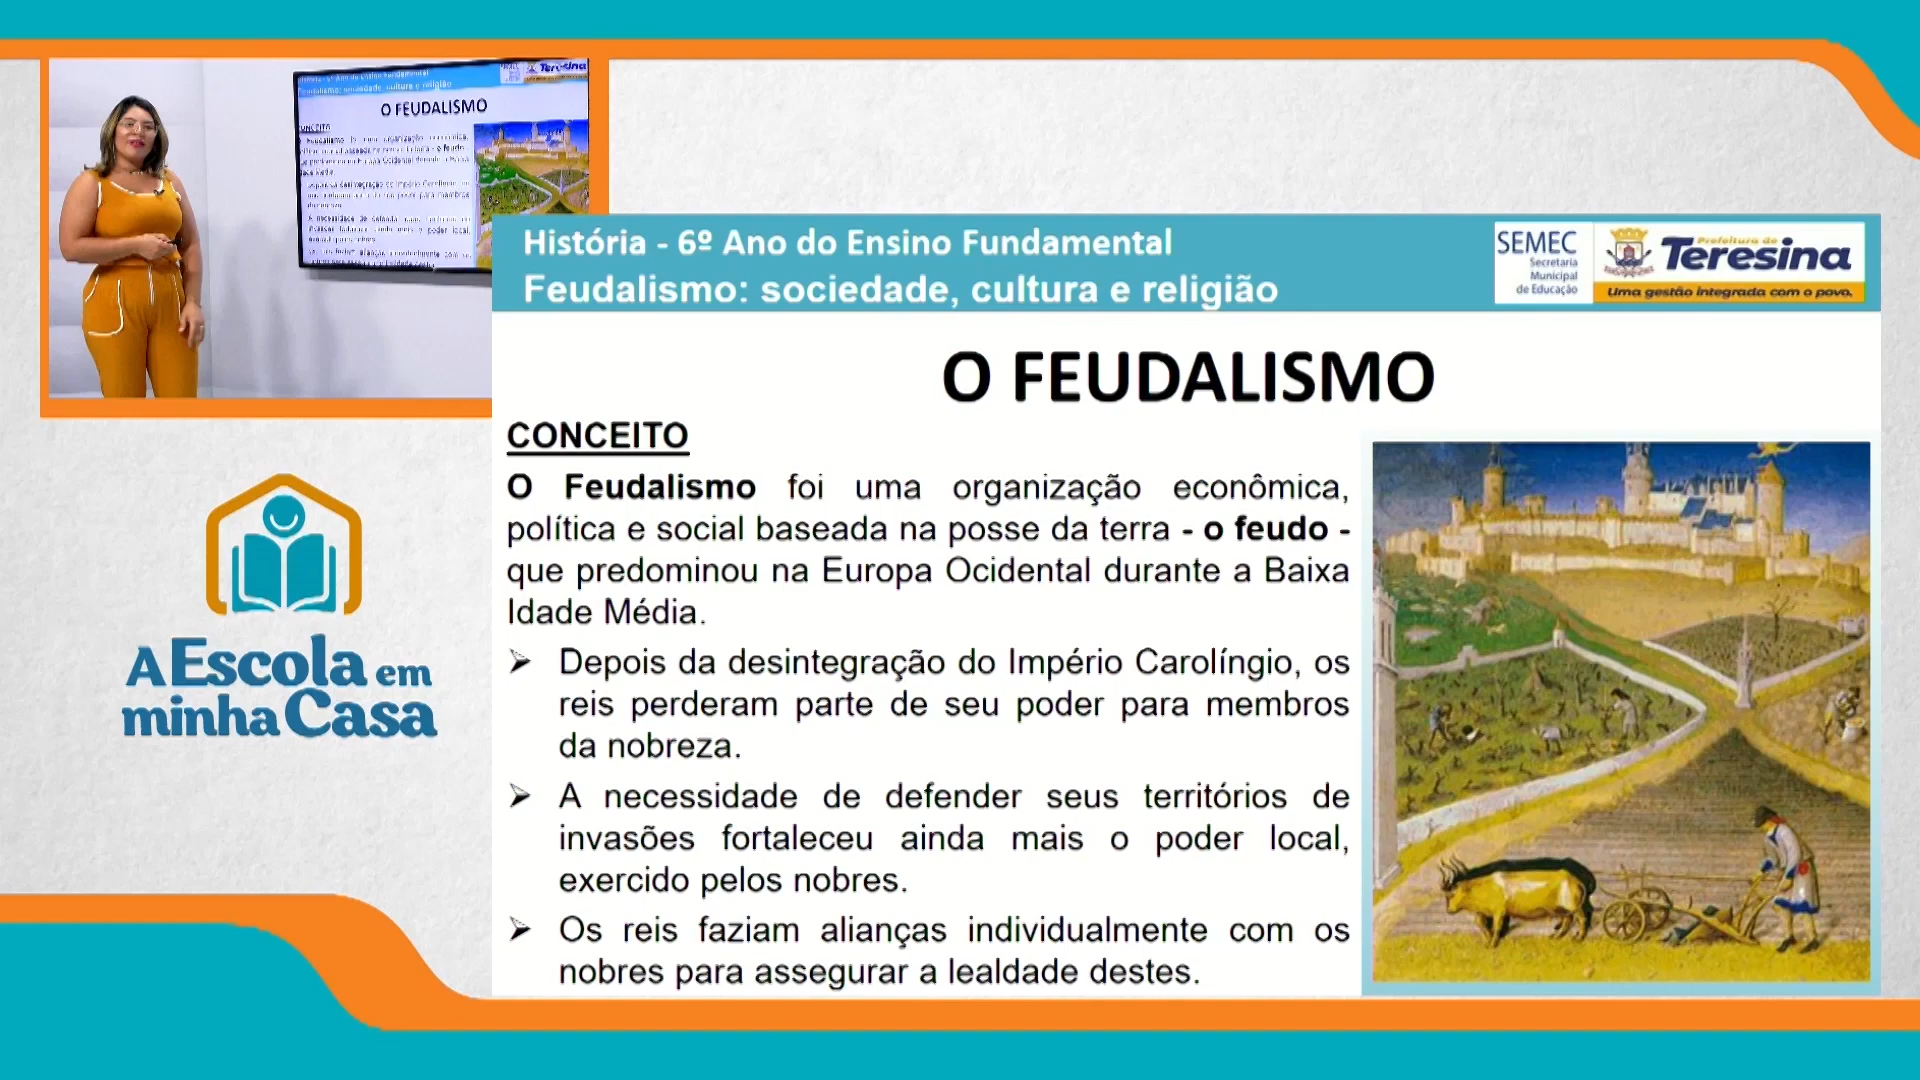 História - 6º Ano do Ensino Fundamental
Feudalismo: sociedade, cultura e religião
SEMEC
Secretaria
Municipal
de Educação
Prefeitura de
Teresina
Uma gestão integrada com o povo.
O FEUDALISMO
CONCEITO
O Feudalismo foi uma organização econômica,
política e social baseada na posse da terra - o feudo -
que predominou na Europa Ocidental durante a Baixa
Idade Média.
➢ Depois da desintegração do Império Carolíngio, os
reis perderam parte de seu poder para membros
da nobreza.
➢ A necessidade de defender seus territórios de
invasões fortaleceu ainda mais o poder local,
exercido pelos nobres.
➢ Os reis faziam alianças individualmente com os
nobres para assegurar a lealdade destes.
A Escola em
minha Casa
Teresina
O FEUDALISMO
CONCEITO